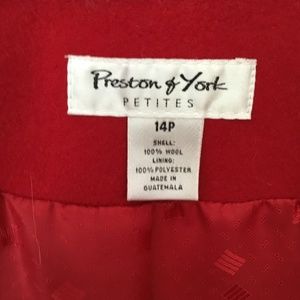 Preston & York
PETITES
14P
SHELL:
100% WOOL
LINING:
100% POLYESTER
MADE IN
GUATEMALA